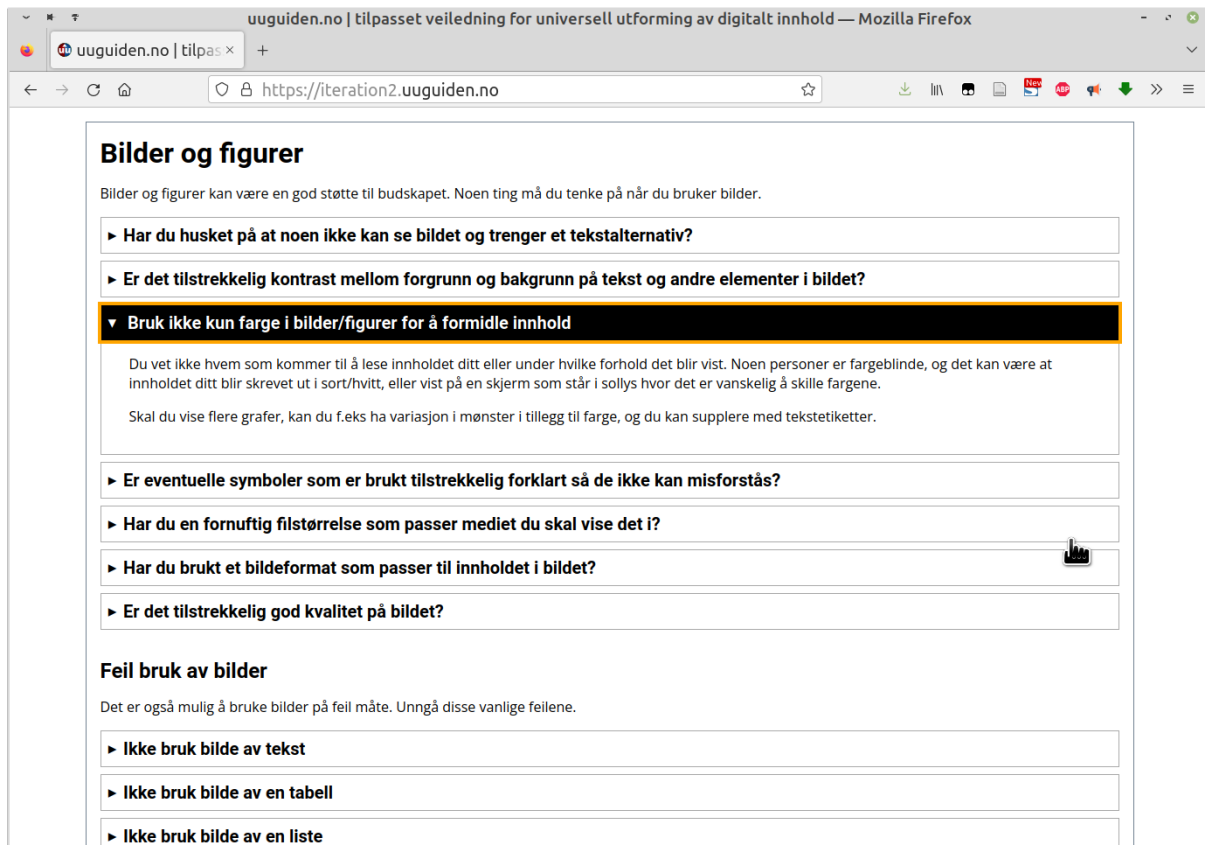 uuguiden.no | tilpasset veiledning for universell utforming av digitalt innhold — Mozilla Firefox
uu uuguiden.no | tilpas × +
https://iteration2.uuguiden.no
New
ABP
Bilder og figurer
Bilder og figurer kan være en god støtte til budskapet. Noen ting må du tenke på når du bruker bilder.
▸ Har du husket på at noen ikke kan se bildet og trenger et tekstalternativ?
▸ Er det tilstrekkelig kontrast mellom forgrunn og bakgrunn på tekst og andre elementer i bildet?
▾ Bruk ikke kun farge i bilder/figurer for å formidle innhold
Du vet ikke hvem som kommer til å lese innholdet ditt eller under hvilke forhold det blir vist. Noen personer er fargeblinde, og det kan være at
innholdet ditt blir skrevet ut i sort/hvitt, eller vist på en skjerm som står i sollys hvor det er vanskelig å skille fargene.
Skal du vise flere grafer, kan du f.eks ha variasjon i mønster i tillegg til farge, og du kan supplere med tekstetiketter.
▸ Er eventuelle symboler som er brukt tilstrekkelig forklart så de ikke kan misforstås?
▸ Har du en fornuftig filstørrelse som passer mediet du skal vise det i?
▸ Har du brukt et bildeformat som passer til innholdet i bildet?
▸ Er det tilstrekkelig god kvalitet på bildet?
Feil bruk av bilder
Det er også mulig å bruke bilder på feil måte. Unngå disse vanlige feilene.
▸ Ikke bruk bilde av tekst
▸ Ikke bruk bilde av en tabell
▸ Ikke bruk bilde av en liste